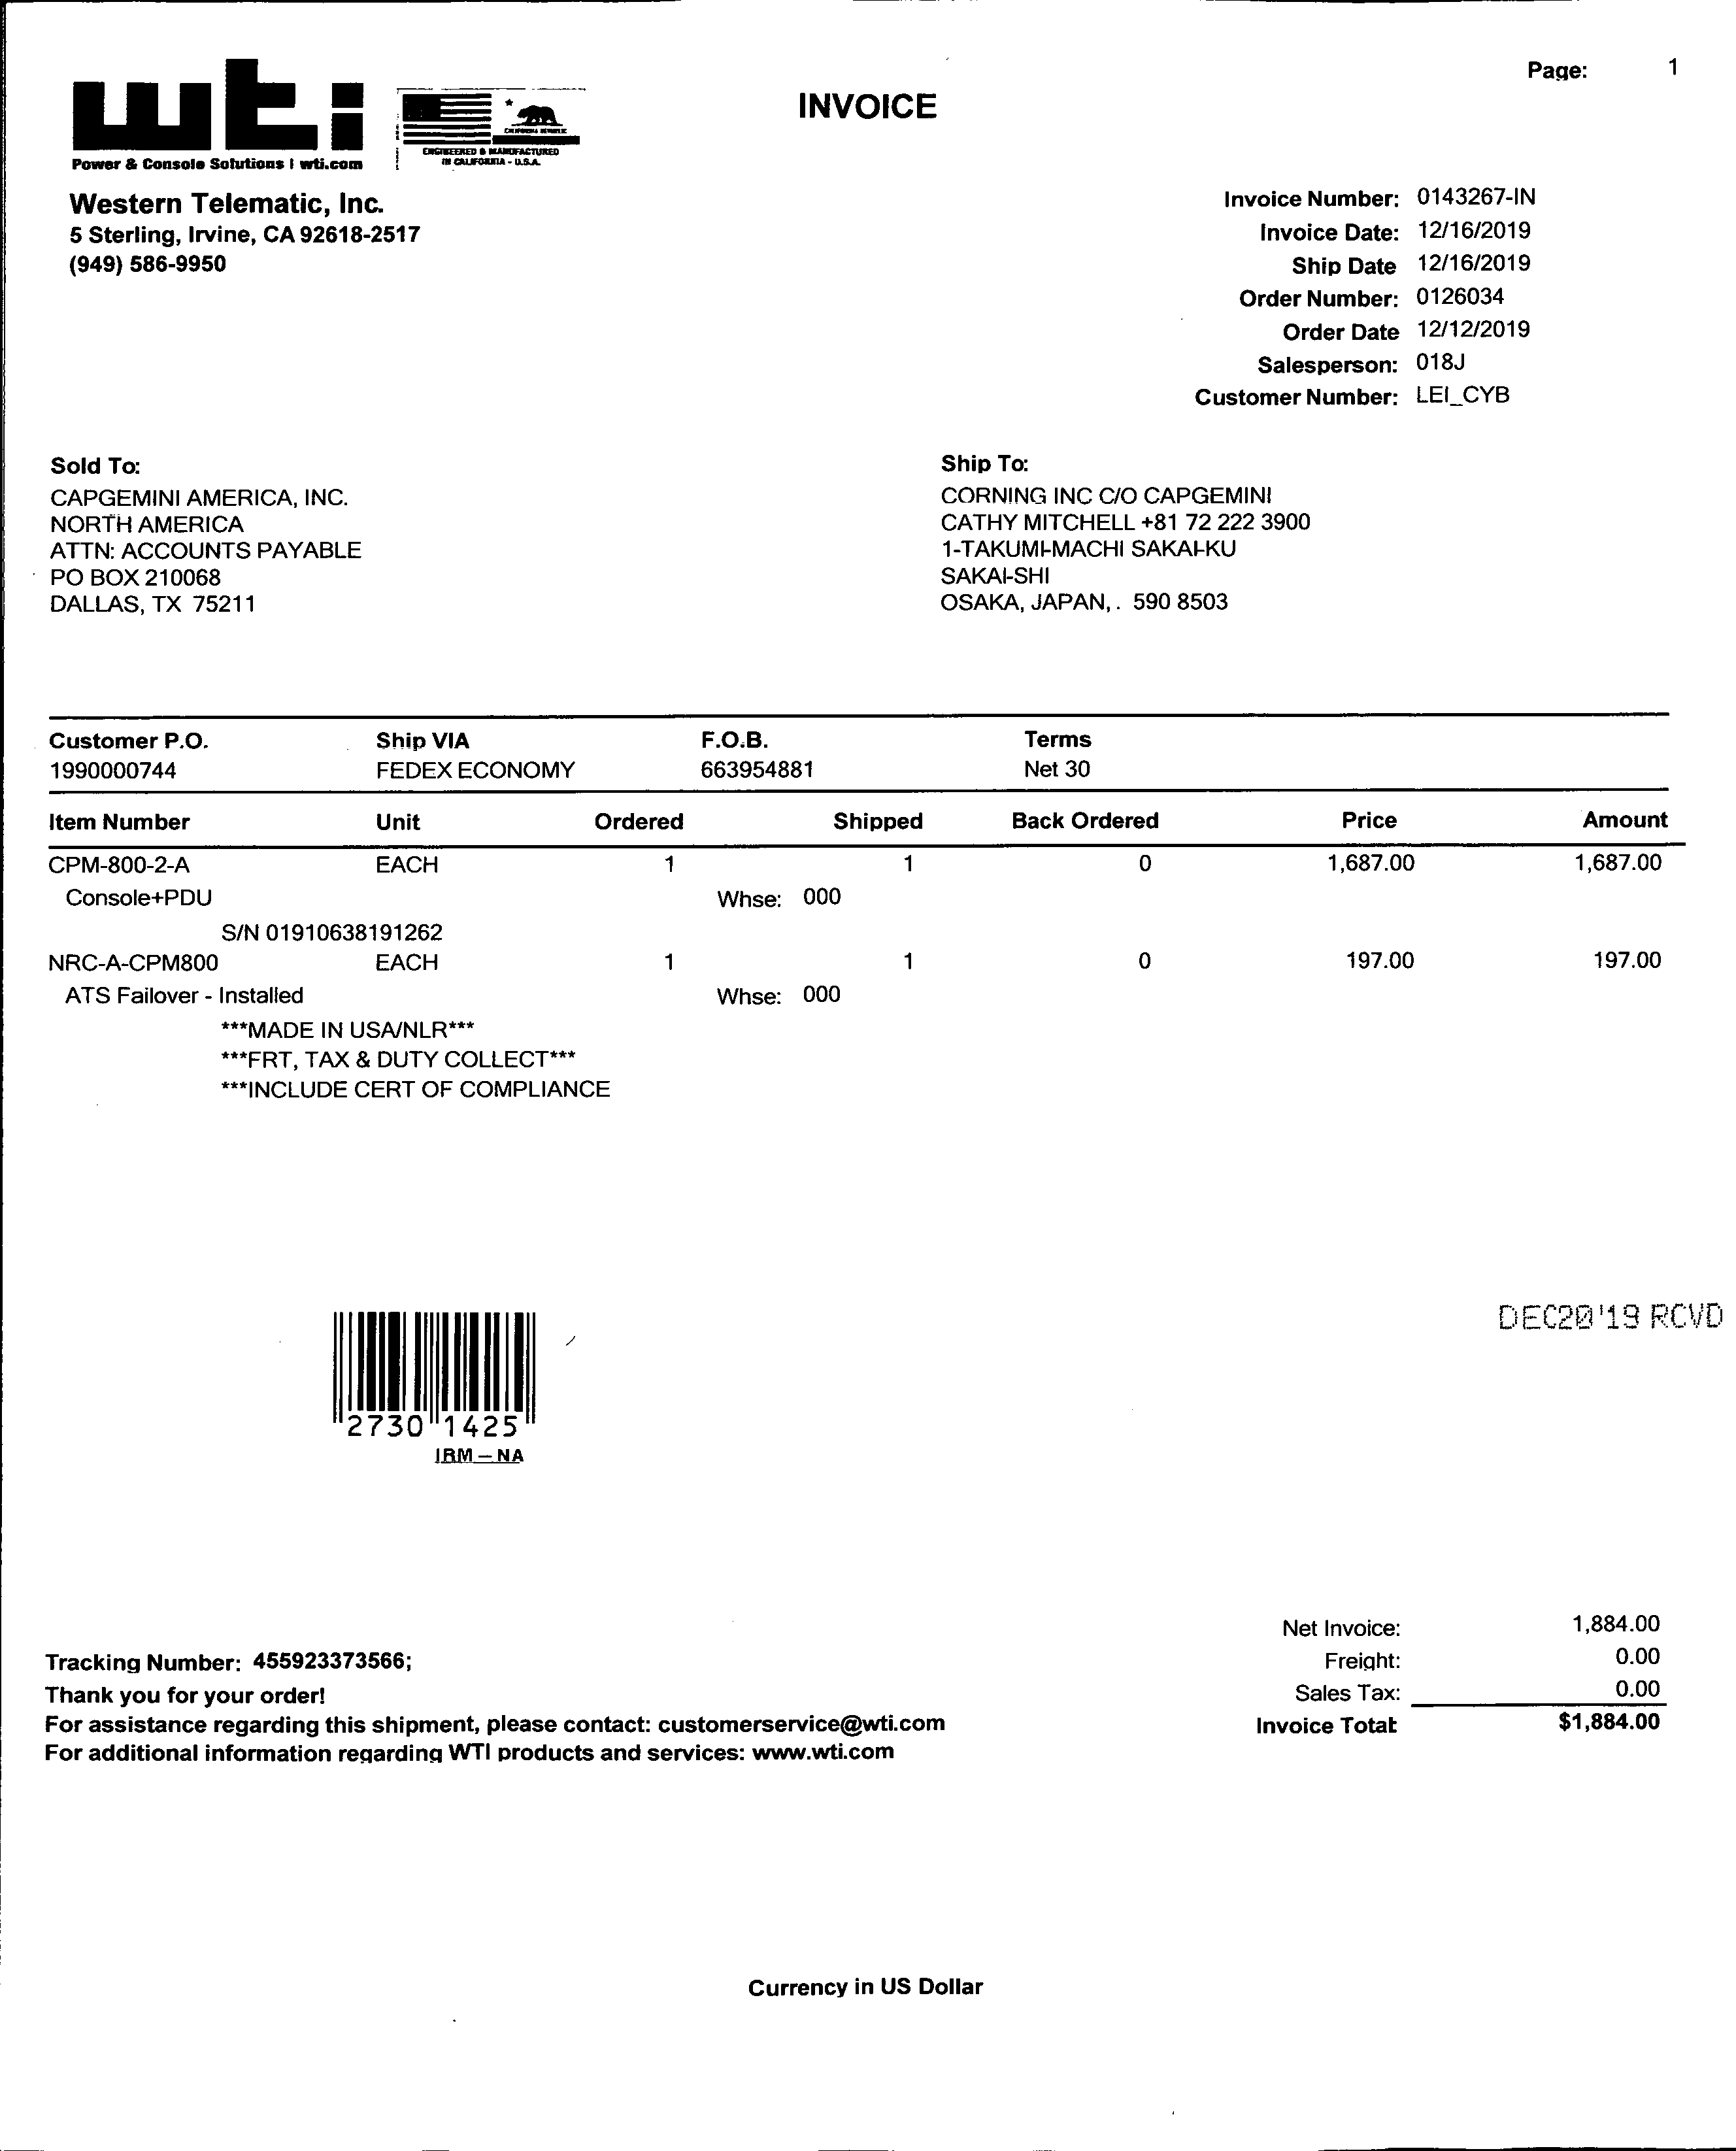 Page: 1
wti
INVOICE
CALIFORNIA REPUBLIC
ENGINEERED & MANUFACTURED
IN CALIFORNIA - U.S.A.
Power & Console Solutions | wti.com
Western Telematic, Inc.
5 Sterling, Irvine, CA 92618-2517
(949) 586-9950
Invoice Number: 0143267-IN
Invoice Date: 12/16/2019
Ship Date 12/16/2019
Order Number: 0126034
Order Date 12/12/2019
Salesperson: 018J
Customer Number: LEI_CYB
Sold To:
CAPGEMINI AMERICA, INC.
NORTH AMERICA
ATTN: ACCOUNTS PAYABLE
PO BOX 210068
DALLAS, TX 75211
Ship To:
CORNING INC C/O CAPGEMINI
CATHY MITCHELL +81 72 222 3900
1-TAKUMI-MACHI SAKAI-KU
SAKAI-SHI
OSAKA, JAPAN, . 590 8503
Customer P.O. Ship VIA F.O.B. Terms
1990000744 FEDEX ECONOMY 663954881 Net 30
Item Number Unit Ordered Shipped Back Ordered Price Amount
CPM-800-2-A EACH 1 1 0 1,687.00 1,687.00
Console+PDU Whse: 000
S/N 01910638191262
NRC-A-CPM800 EACH 1 1 0 197.00 197.00
ATS Failover - Installed Whse: 000
***MADE IN USA/NLR***
***FRT, TAX & DUTY COLLECT***
***INCLUDE CERT OF COMPLIANCE
DEC20'19 RCVD
2730 1425
IRM – NA
Net Invoice: 1,884.00
Freight: 0.00
Sales Tax: 0.00
Invoice Total: $1,884.00
Tracking Number: 455923373566;
Thank you for your order!
For assistance regarding this shipment, please contact: customerservice@wti.com
For additional information regarding WTI products and services: www.wti.com
Currency in US Dollar